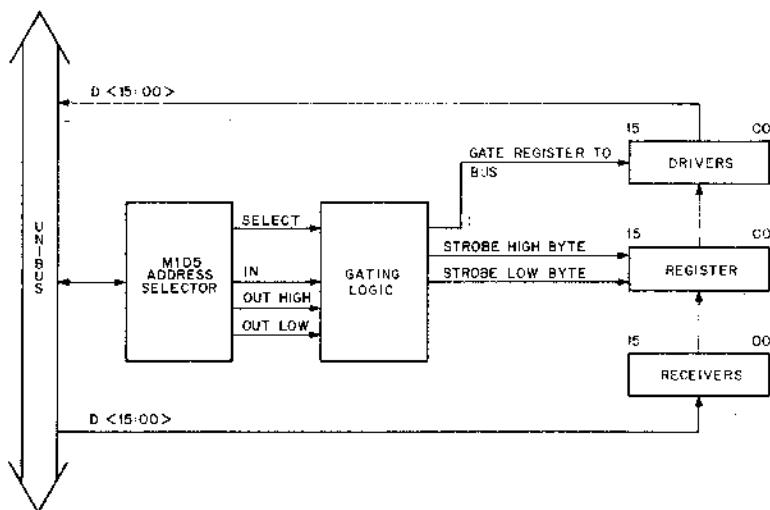 D <15:00>
15 00
GATE REGISTER TO
BUS
DRIVERS
UNIBUS
M105
ADDRESS
SELECTOR
SELECT
IN
OUT HIGH
OUT LOW
GATING
LOGIC
STROBE HIGH BYTE
STROBE LOW BYTE
15 00
REGISTER
15 00
RECEIVERS
D <15:00>